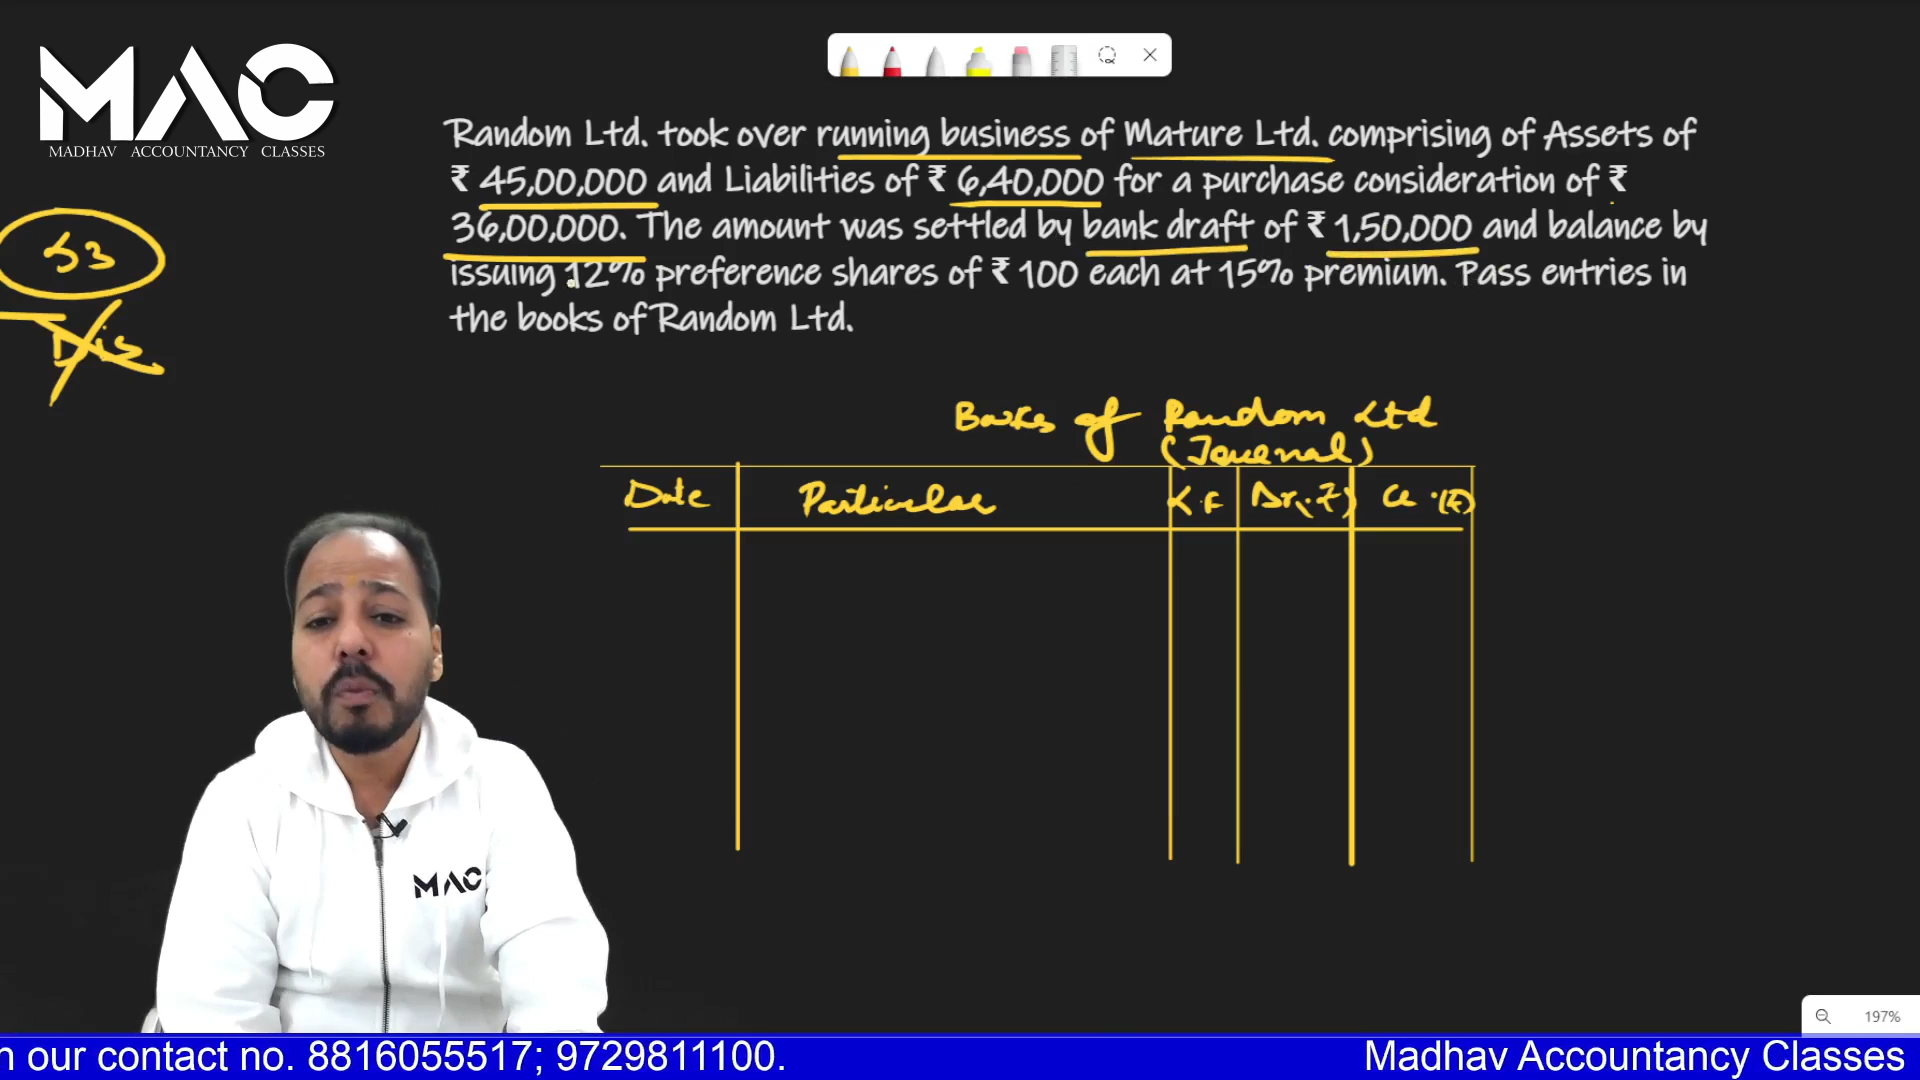 MAC
MADHAV ACCOUNTANCY CLASSES
Random Ltd. took over running business of Mature Ltd. comprising of Assets of
₹ 45,00,000 and Liabilities of ₹ 6,40,000 for a purchase consideration of ₹
36,00,000. The amount was settled by bank draft of ₹ 1,50,000 and balance by
issuing 12% preference shares of ₹ 100 each at 15% premium. Pass entries in
the books of Random Ltd.
53
Dis
Books of Random Ltd
(Journal)
Date Particular L.F Dr.(₹) Cr.(₹)
MAC
197%
n our contact no. 8816055517; 9729811100.
Madhav Accountancy Classes